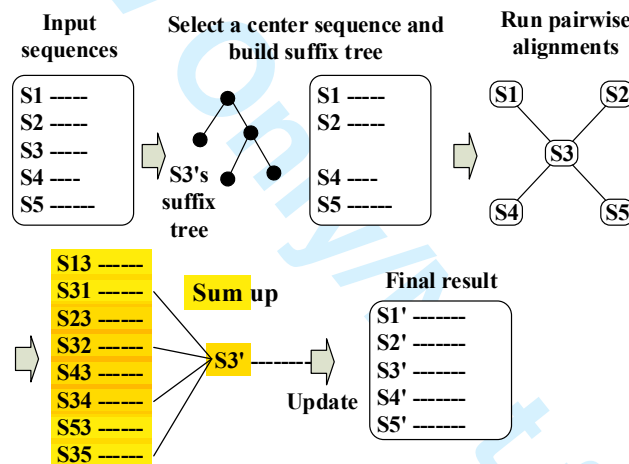 Input
sequences
S1 -----
S2 -----
S3 -----
S4 ----
S5 ------
Select a center sequence and
build suffix tree
S3's
suffix
tree
S1 -----
S2 -----
S4 ----
S5 ------
Run pairwise
alignments
S1
S2
S3
S4
S5
S13 ------
S31 ------
S23 ------
S32 ------
S43 ------
S34 ------
S53 ------
S35 ------
Sum up
S3' --------
Update
Final result
S1' --------
S2' --------
S3' --------
S4' --------
S5' --------